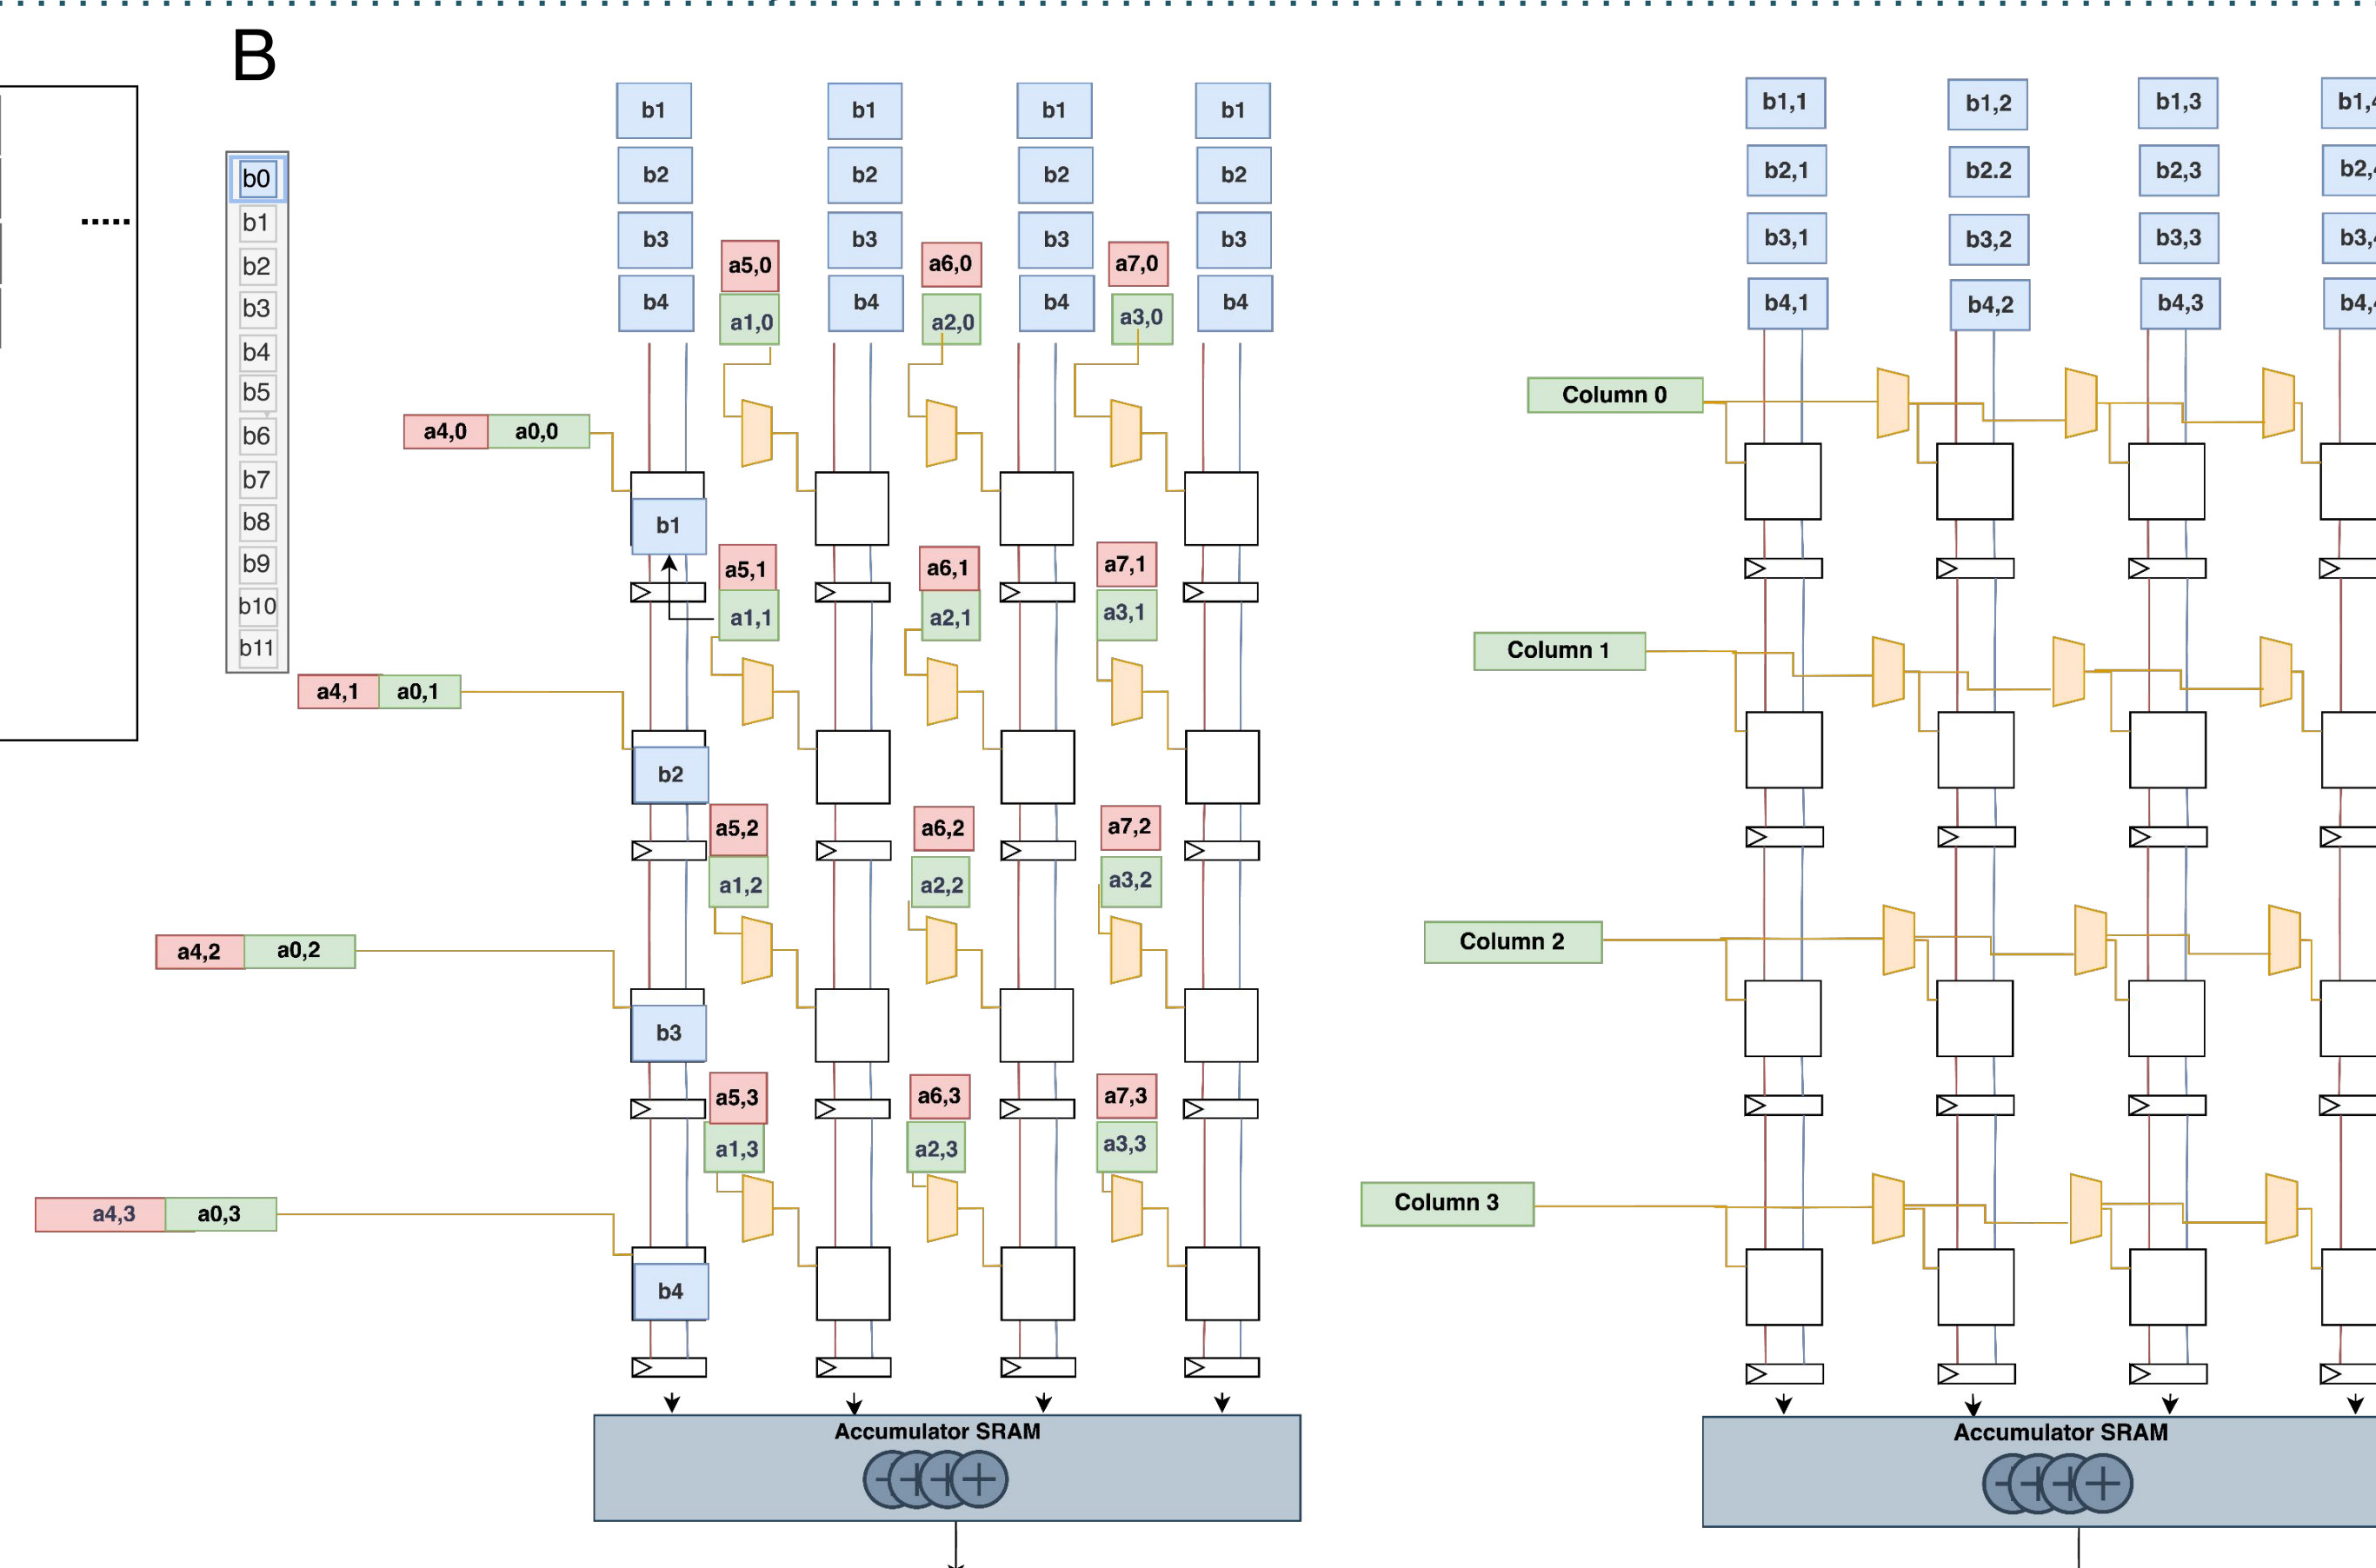 B
b0
b1
b2
b3
b4
b5
b6
b7
b8
b9
b10
b11
.....
b1 b1 b1 b1
b2 b2 b2 b2
b3 b3 b3 b3
a5,0 a6,0 a7,0
b4 b4 b4 b4
a1,0 a2,0 a3,0
a4,0 a0,0
b1
a5,1 a6,1 a7,1
a1,1 a2,1 a3,1
a4,1 a0,1
b2
a5,2 a6,2 a7,2
a1,2 a2,2 a3,2
a4,2 a0,2
b3
a5,3 a6,3 a7,3
a1,3 a2,3 a3,3
a4,3 a0,3
b4
Accumulator SRAM
b1,1 b1,2 b1,3
b2,1 b2.2 b2,3
b3,1 b3,2 b3,3
b4,1 b4,2 b4,3
Column 0
Column 1
Column 2
Column 3
Accumulator SRAM